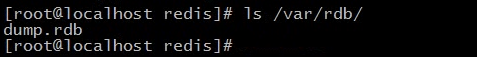 [root@localhost redis]# ls /var/rdb/
dump.rdb
[root@localhost redis]#